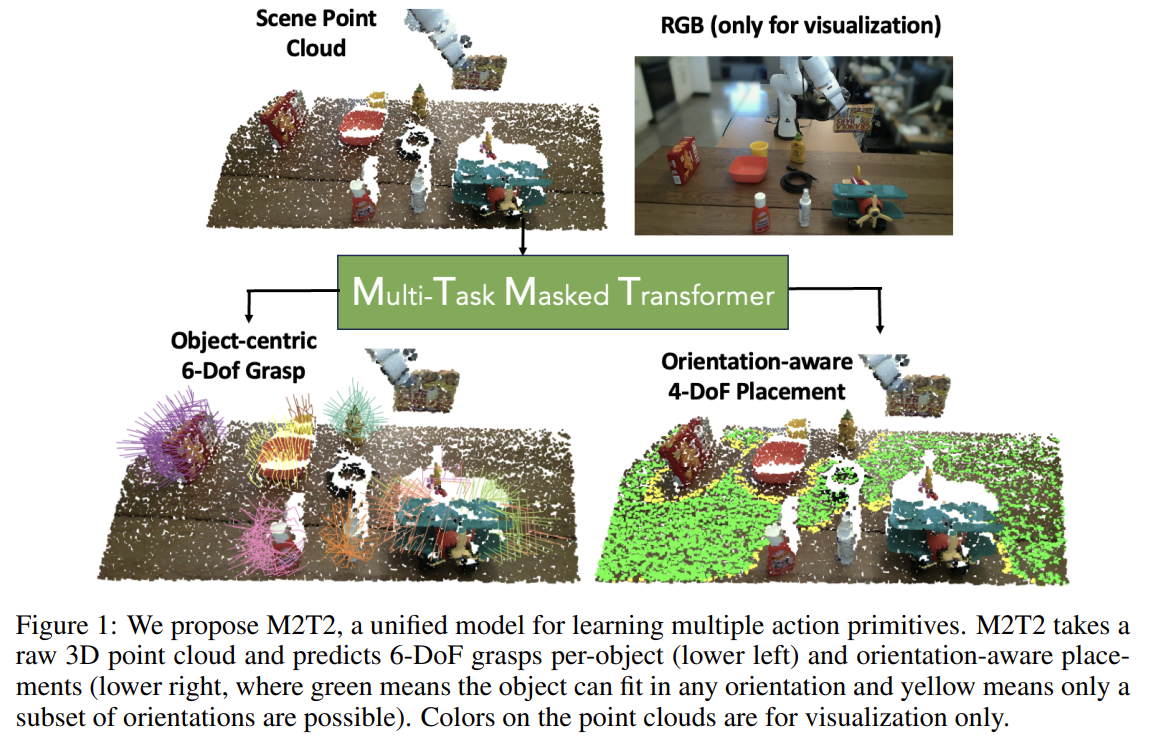 Scene Point
Cloud
RGB (only for visualization)
GRANOLA
BARS
Multi-Task Masked Transformer
Object-centric
6-Dof Grasp
Orientation-aware
4-DoF Placement
Figure 1: We propose M2T2, a unified model for learning multiple action primitives. M2T2 takes a
raw 3D point cloud and predicts 6-DoF grasps per-object (lower left) and orientation-aware place-
ments (lower right, where green means the object can fit in any orientation and yellow means only a
subset of orientations are possible). Colors on the point clouds are for visualization only.